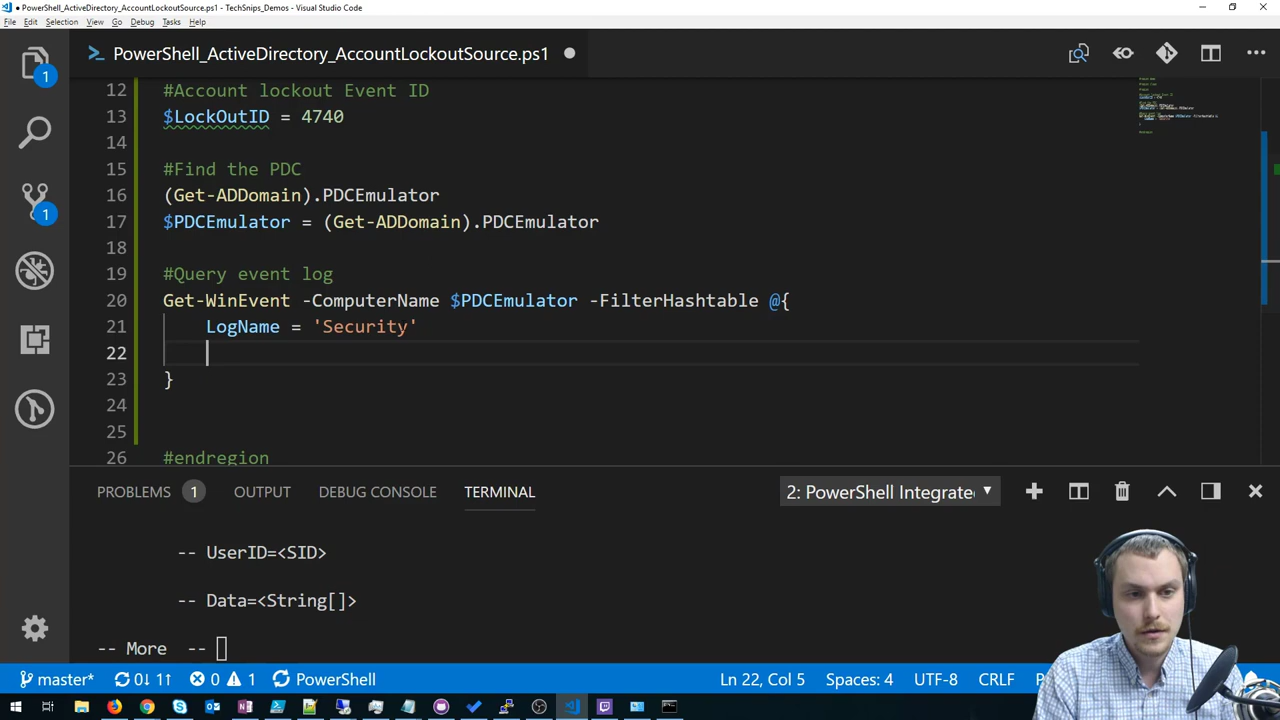 ● PowerShell_ActiveDirectory_AccountLockoutSource.ps1 - TechSnips_Demos - Visual Studio Code
File Edit Selection View Go Debug Tasks Help
PowerShell_ActiveDirectory_AccountLockoutSource.ps1
1
1
12 #Account lockout Event ID
13 $LockOutID = 4740
14
15 #Find the PDC
16 (Get-ADDomain).PDCEmulator
17 $PDCEmulator = (Get-ADDomain).PDCEmulator
18
19 #Query event log
20 Get-WinEvent -ComputerName $PDCEmulator -FilterHashtable @{
21 LogName = 'Security'
22
23 }
24
25
26 #endregion
PROBLEMS 1 OUTPUT DEBUG CONSOLE TERMINAL 2: PowerShell Integrate
-- UserID=<SID>
-- Data=<String[]>
-- More --
master* 0↓ 1↑ 0 1 PowerShell Ln 22, Col 5 Spaces: 4 UTF-8 CRLF